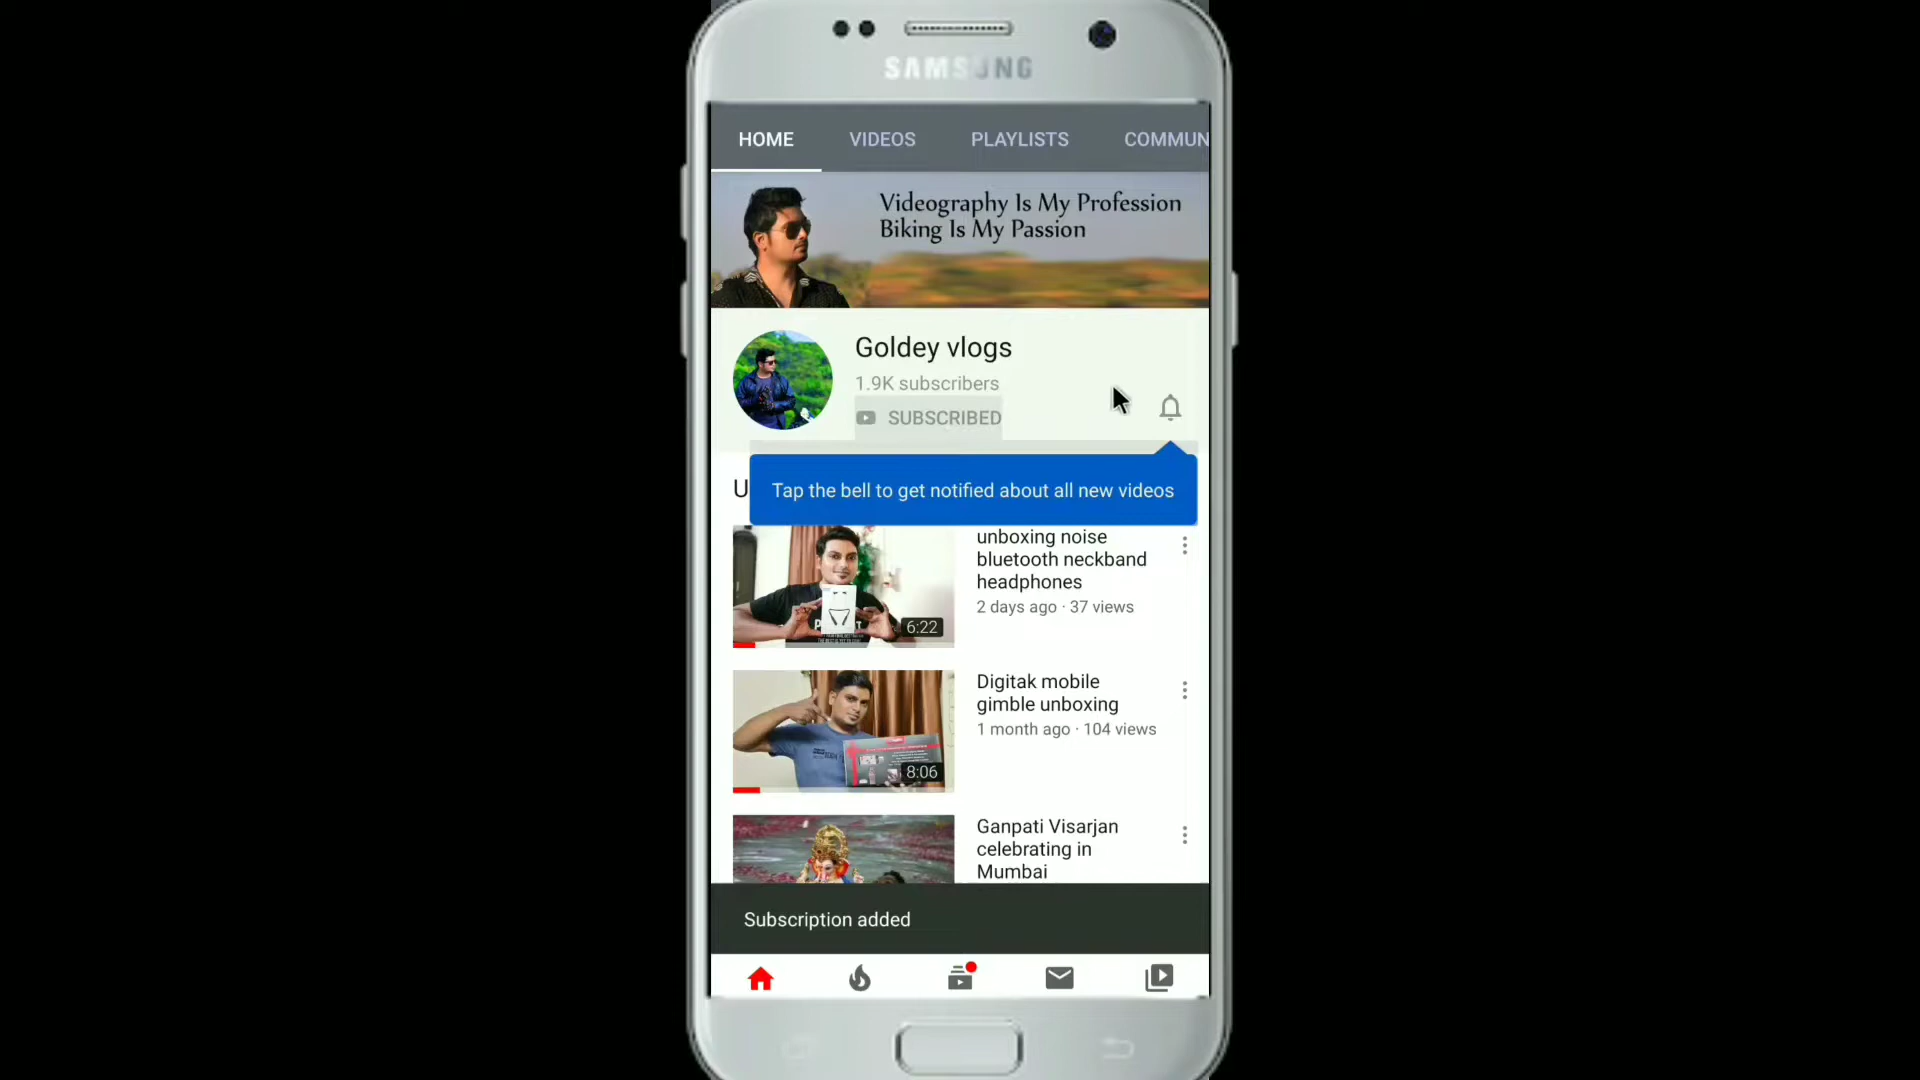 SAMSUNG
HOME
VIDEOS
PLAYLISTS
COMMUN
Videography Is My Profession
Biking Is My Passion
Goldey vlogs
1.9K subscribers
SUBSCRIBED
U
Tap the bell to get notified about all new videos
unboxing noise
bluetooth neckband
headphones
2 days ago · 37 views
6:22
Digitak mobile
gimble unboxing
1 month ago · 104 views
8:06
Ganpati Visarjan
celebrating in
Mumbai
Subscription added